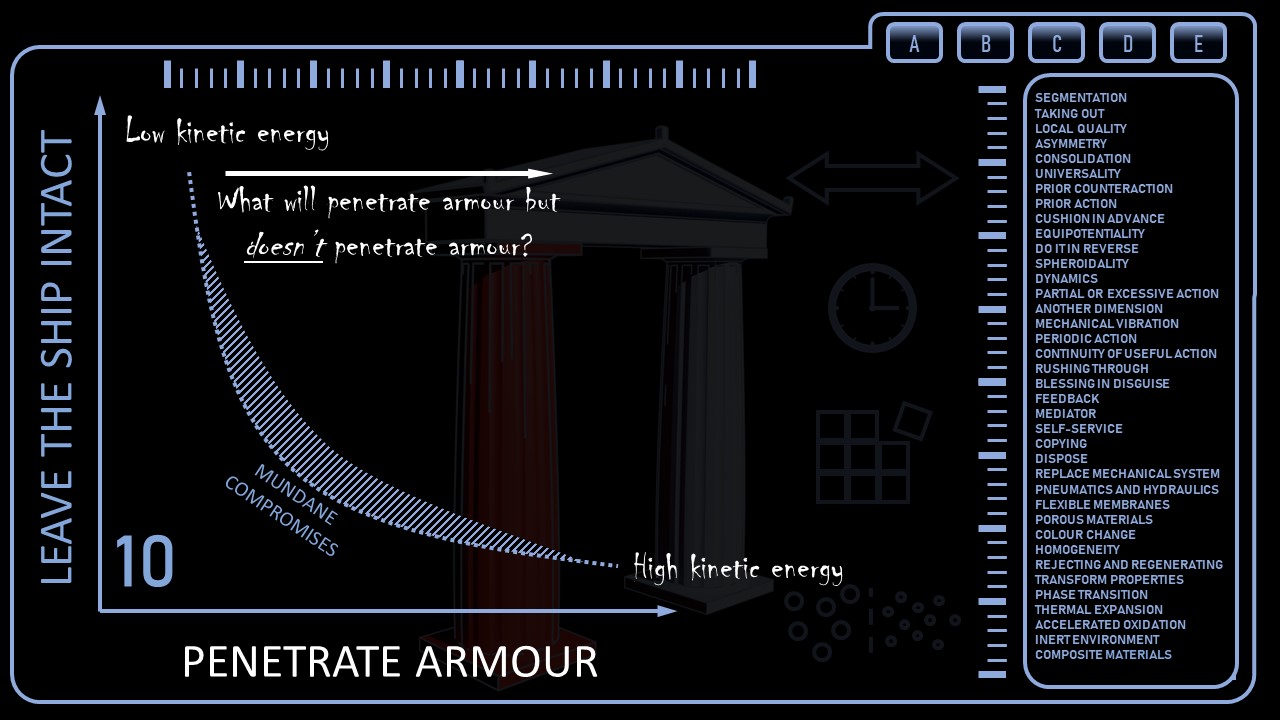 A
B
C
D
E
LEAVE THE SHIP INTACT
Low kinetic energy
What will penetrate armour but
doesn't penetrate armour?
MUNDANE
COMPROMISES
10
High kinetic energy
PENETRATE ARMOUR
SEGMENTATION
TAKING OUT
LOCAL QUALITY
ASYMMETRY
CONSOLIDATION
UNIVERSALITY
PRIOR COUNTERACTION
PRIOR ACTION
CUSHION IN ADVANCE
EQUIPOTENTIALITY
DO IT IN REVERSE
SPHEROIDALITY
DYNAMICS
PARTIAL OR EXCESSIVE ACTION
ANOTHER DIMENSION
MECHANICAL VIBRATION
PERIODIC ACTION
CONTINUITY OF USEFUL ACTION
RUSHING THROUGH
BLESSING IN DISGUISE
FEEDBACK
MEDIATOR
SELF-SERVICE
COPYING
DISPOSE
REPLACE MECHANICAL SYSTEM
PNEUMATICS AND HYDRAULICS
FLEXIBLE MEMBRANES
POROUS MATERIALS
COLOUR CHANGE
HOMOGENEITY
REJECTING AND REGENERATING
TRANSFORM PROPERTIES
PHASE TRANSITION
THERMAL EXPANSION
ACCELERATED OXIDATION
INERT ENVIRONMENT
COMPOSITE MATERIALS